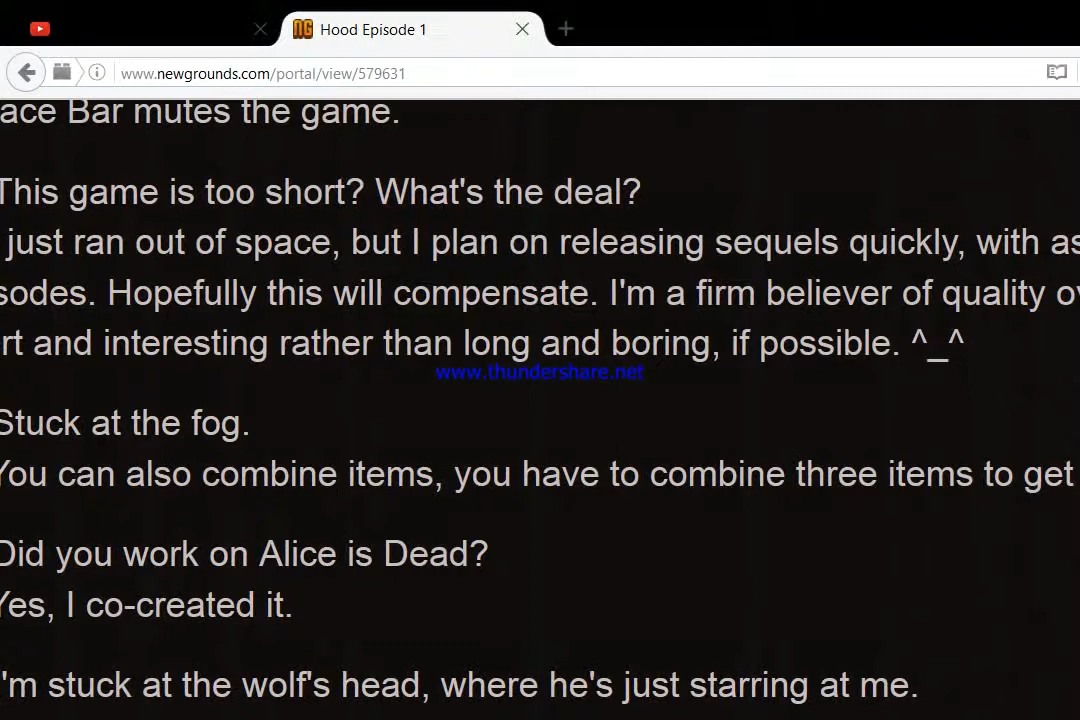 NG Hood Episode 1
www.newgrounds.com/portal/view/579631
ace Bar mutes the game.
This game is too short? What's the deal?
just ran out of space, but I plan on releasing sequels quickly, with as
sodes. Hopefully this will compensate. I'm a firm believer of quality ov
rt and interesting rather than long and boring, if possible. ^_^
www.thundershare.net
Stuck at the fog.
You can also combine items, you have to combine three items to get
Did you work on Alice is Dead?
Yes, I co-created it.
I'm stuck at the wolf's head, where he's just starring at me.